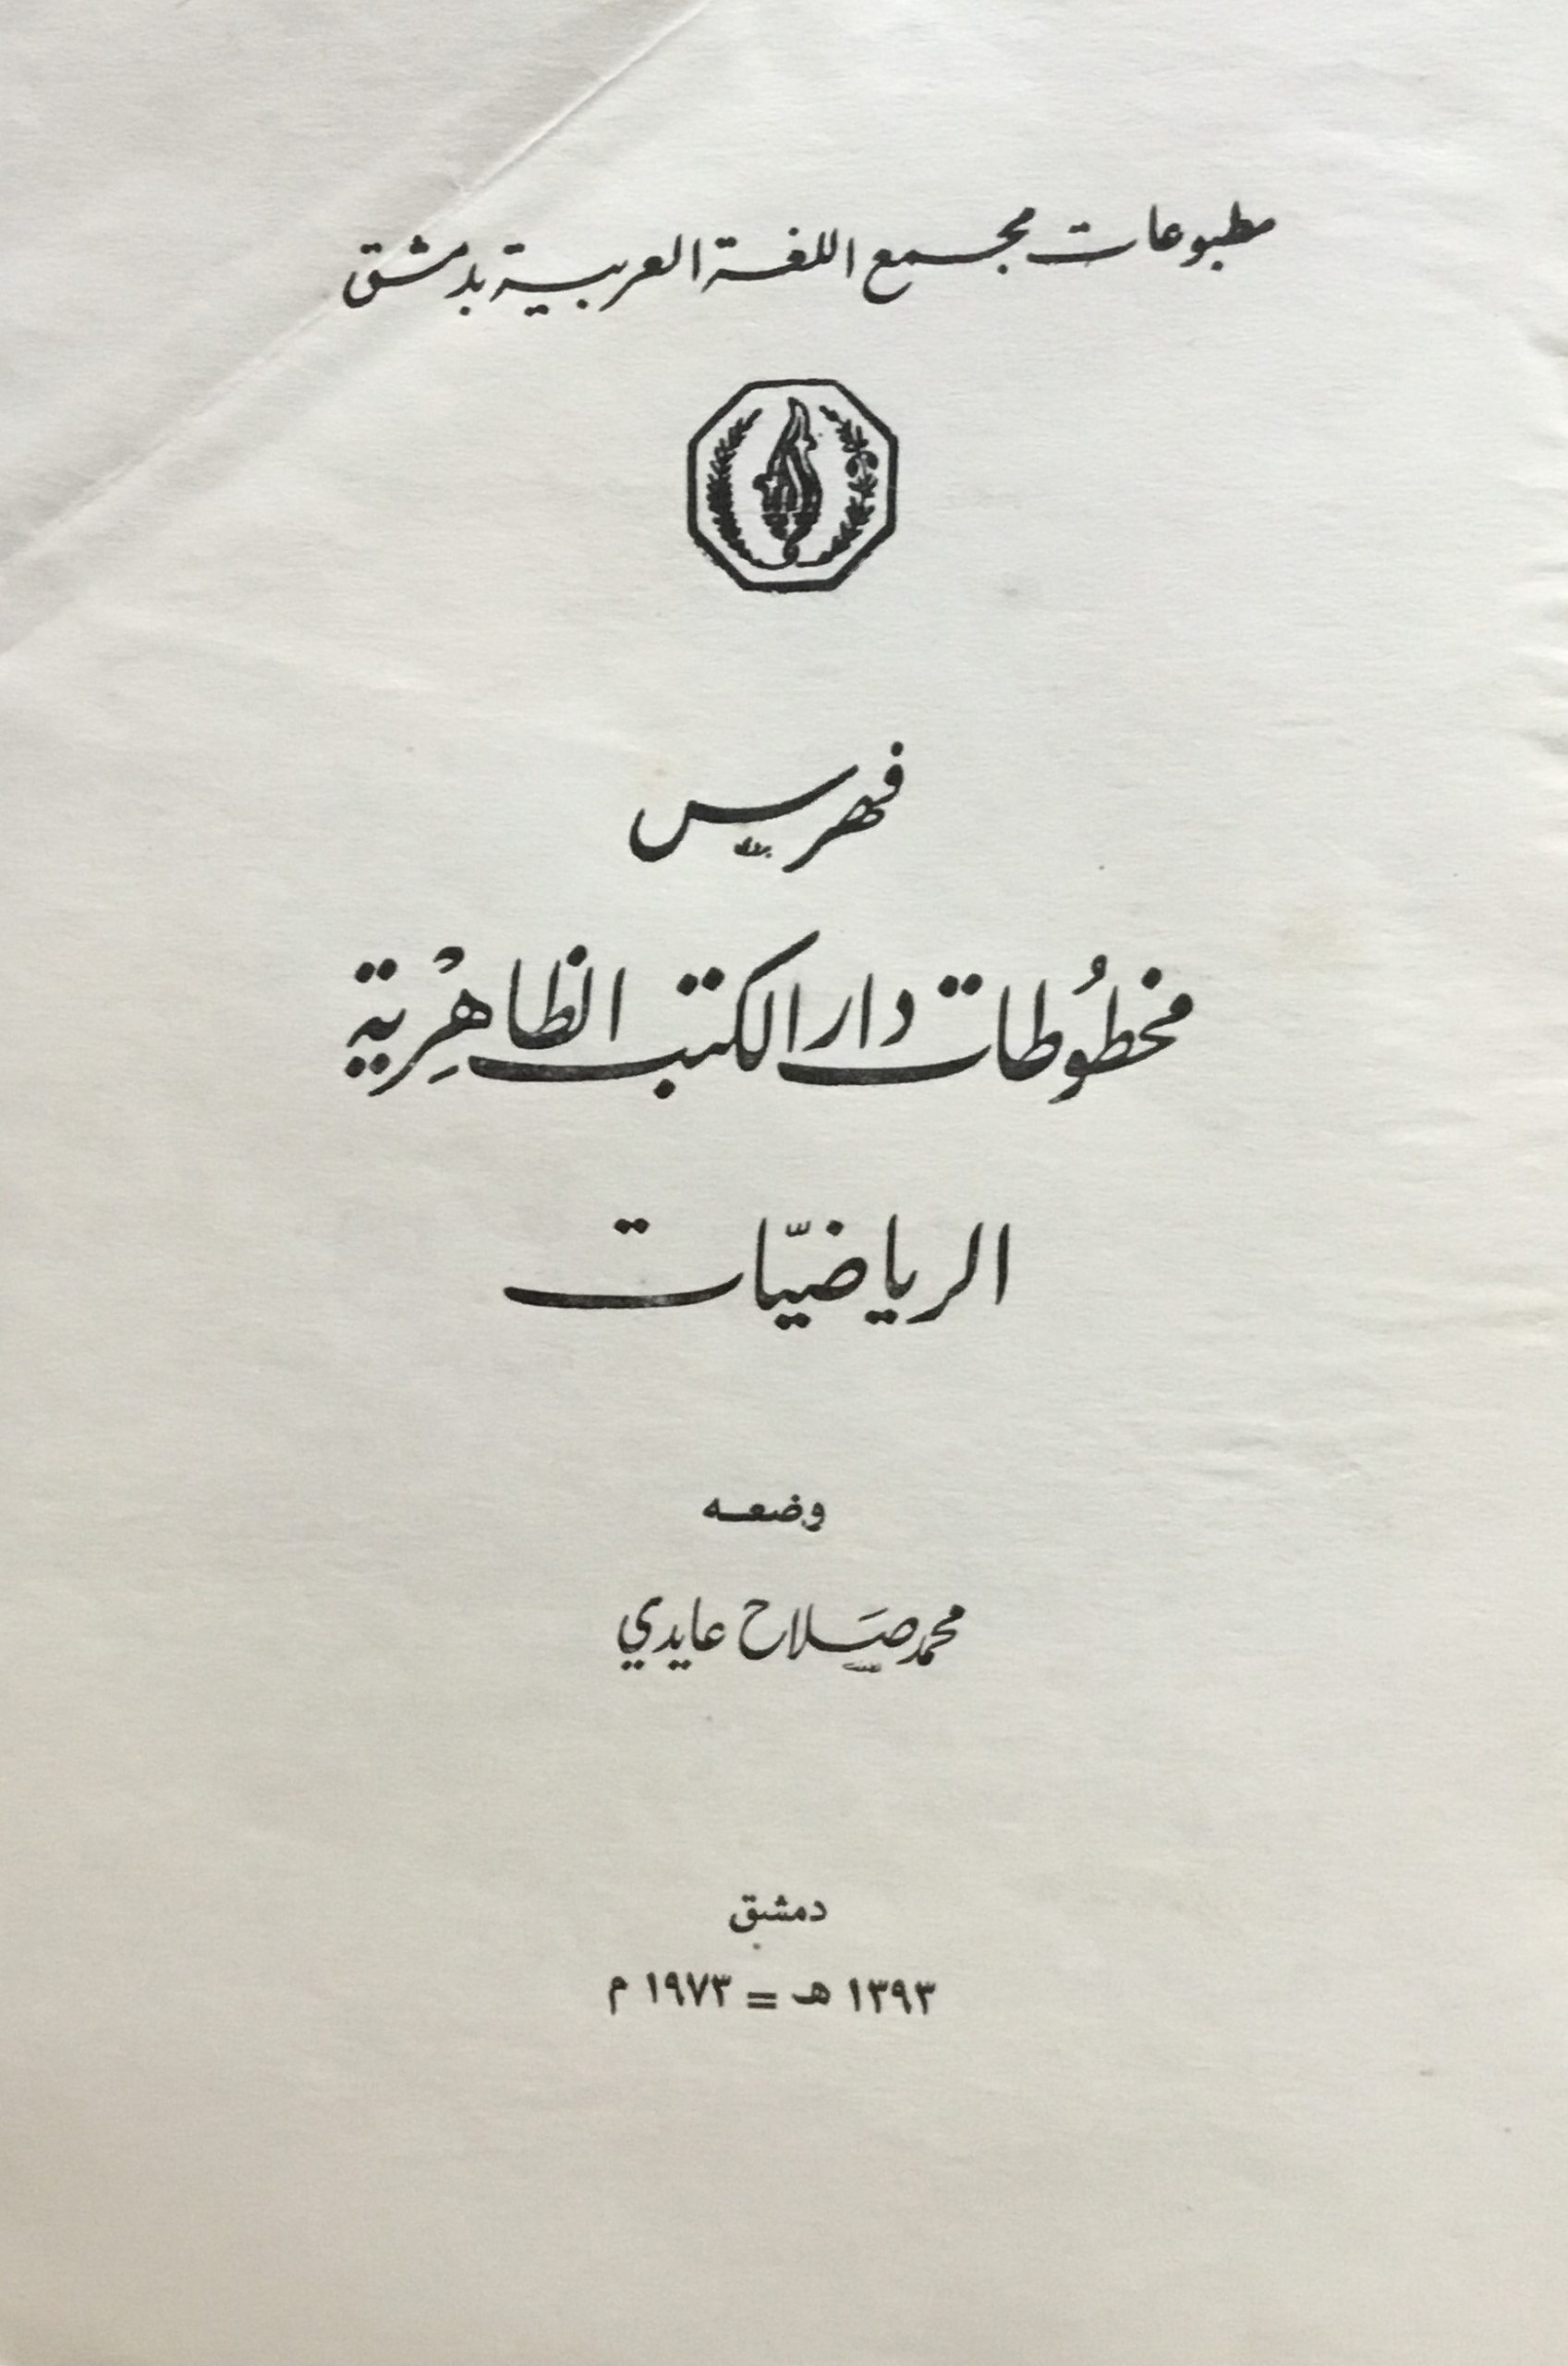 مطبوعات مجمع اللغة العربية بدمشق
فهرس
مخطوطات دار الكتب الظاهرية
الرياضيات
وضعه
محمد صلاح عايدي
دمشق
١٣٩٣ هـ = ١٩٧٣ م